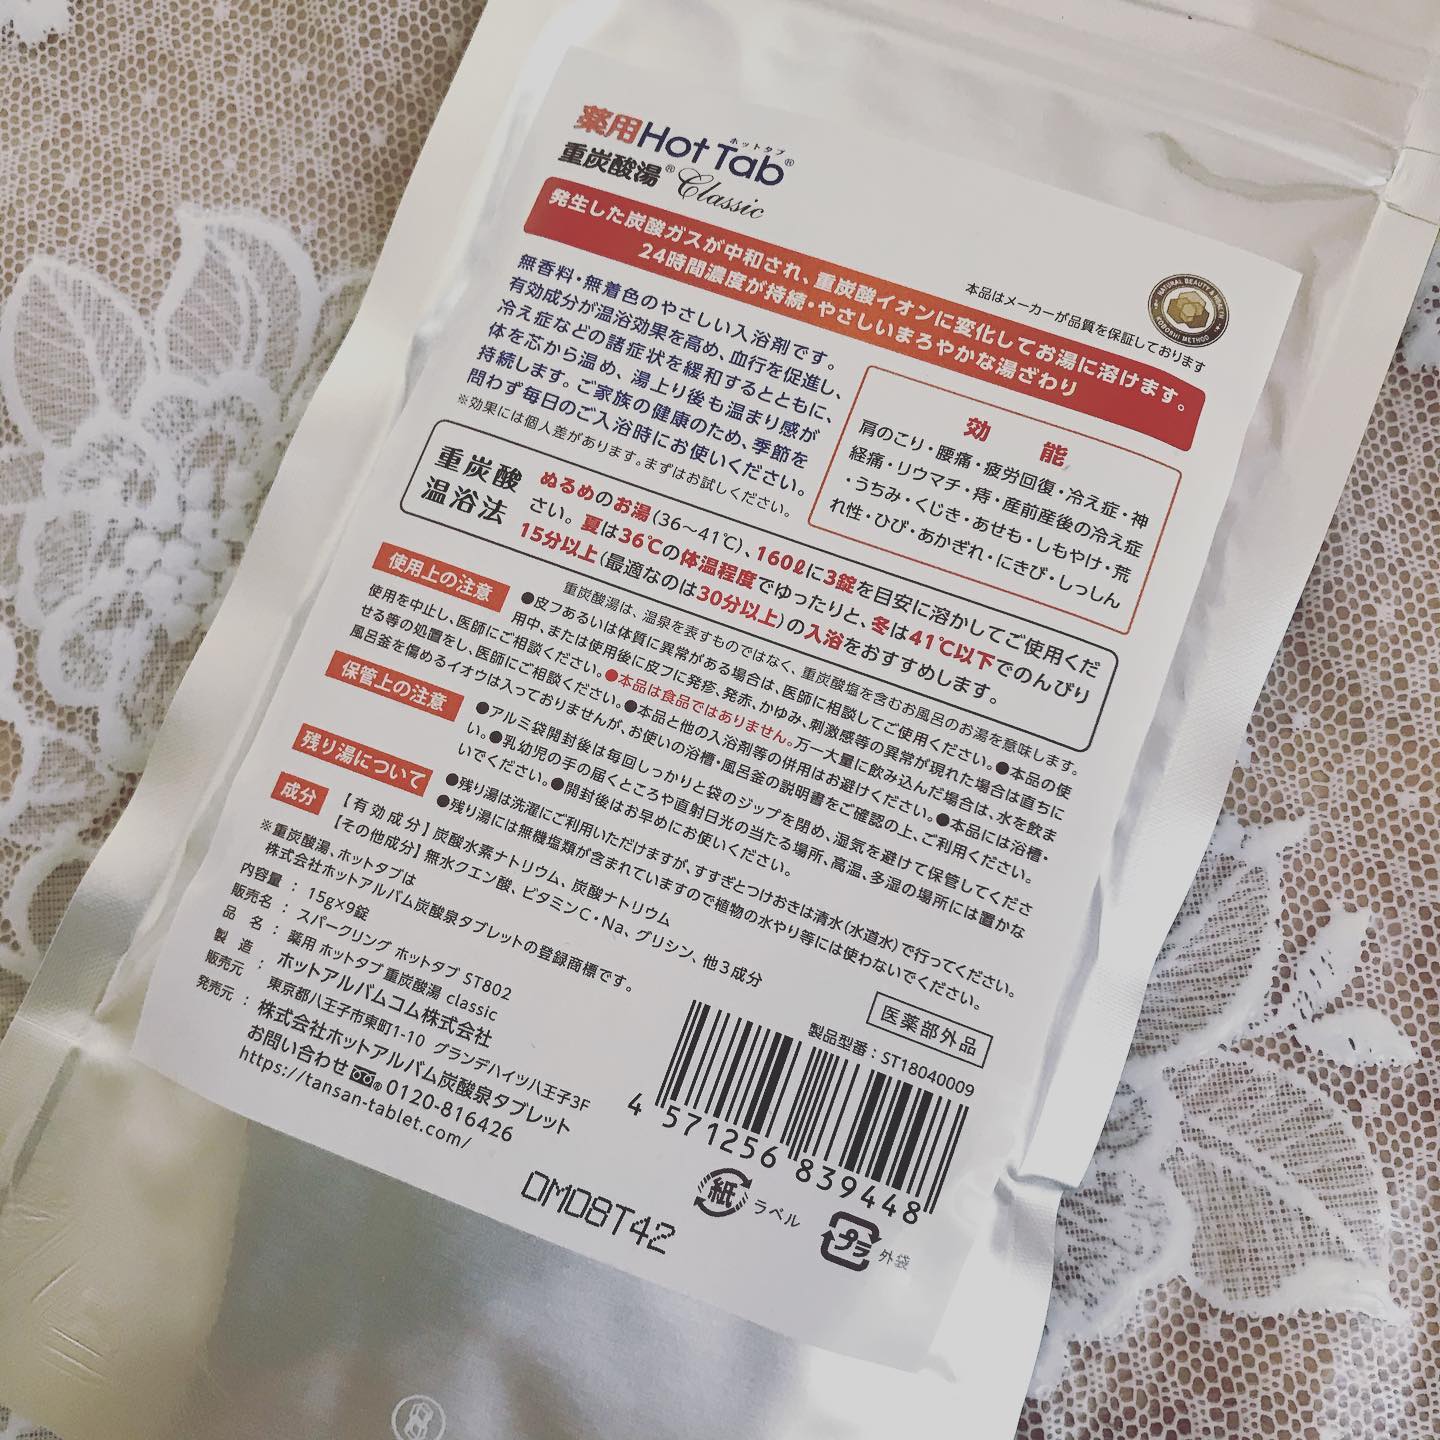 薬用Hot Tab®
ホットタブ
重炭酸湯® Classic
発生した炭酸ガスが中和され、重炭酸イオンに変化してお湯に溶けます。
24時間濃度が持続・やさしいまろやかな湯ざわり
本品はメーカーが品質を保証しております
NATURAL BEAUTY & HEALTH
KOBOSHI METHOD
無香料・無着色のやさしい入浴剤です。
有効成分が温浴効果を高め、血行を促進し、
冷え症などの諸症状を緩和するとともに、
体を芯から温め、湯上り後も温まり感が
持続します。ご家族の健康のため、季節を
問わず毎日のご入浴時にお使いください。
※効果には個人差があります。まずはお試しください。
効 能
肩のこり・腰痛・疲労回復・冷え症・神
経痛・リウマチ・痔・産前産後の冷え症
・うちみ・くじき・あせも・しもやけ・荒
れ性・ひび・あかぎれ・にきび・しっしん
重炭酸
温浴法
ぬるめのお湯(36～41℃)、160ℓに3錠を目安に溶かしてご使用くだ
さい。夏は36℃の体温程度でゆったりと、冬は41℃以下でのんびり
15分以上(最適なのは30分以上)の入浴をおすすめします。
重炭酸湯は、温泉を表すものではなく、重炭酸塩を含むお風呂のお湯を意味します。
使用上の注意
●皮フあるいは体質に異常がある場合は、医師に相談してご使用ください。●本品の使
用中、または使用後に皮フに発疹、発赤、かゆみ、刺激感等の異常が現れた場合は直ちに
使用を中止し、医師にご相談ください。●本品は食品ではありません。万一大量に飲み込んだ場合は、水を飲ま
せる等の処置をし、医師にご相談ください。●本品と他の入浴剤等の併用はお避けください。●本品には浴槽・
風呂釜を傷めるイオウは入っておりませんが、お使いの浴槽・風呂釜の説明書をご確認の上、ご利用ください。
保管上の注意
●アルミ袋開封後は毎回しっかりと袋のジップを閉め、湿気を避けて保管してくださ
い。●乳幼児の手の届くところや直射日光の当たる場所、高温、多湿の場所には置かな
いでください。●開封後はお早めにお使いください。
残り湯について
●残り湯は洗濯にご利用いただけますが、すすぎとつけおきは清水(水道水)で行ってください。
●残り湯には無機塩類が含まれていますので植物の水やり等には使わないでください。
成分
【有効成分】炭酸水素ナトリウム、炭酸ナトリウム
【その他成分】無水クエン酸、ビタミンC・Na、グリシン、他3成分
※重炭酸湯、ホットタブは
株式会社ホットアルバム炭酸泉タブレットの登録商標です。
内容量：15g×9錠
販売名：スパークリング ホットタブ ST802
品 名：薬用 ホットタブ重炭酸湯 classic
製 造
販売元：ホットアルバムコム株式会社
東京都八王子市東町1-10 グランデハイツ八王子3F
発売元：株式会社ホットアルバム炭酸泉タブレット
お問い合わせ 0120-816426
https://tansan-tablet.com/
医薬部外品
製品型番：ST18040009
4 571256 839448
紙 ラベル
プラ 外袋
0M08T42